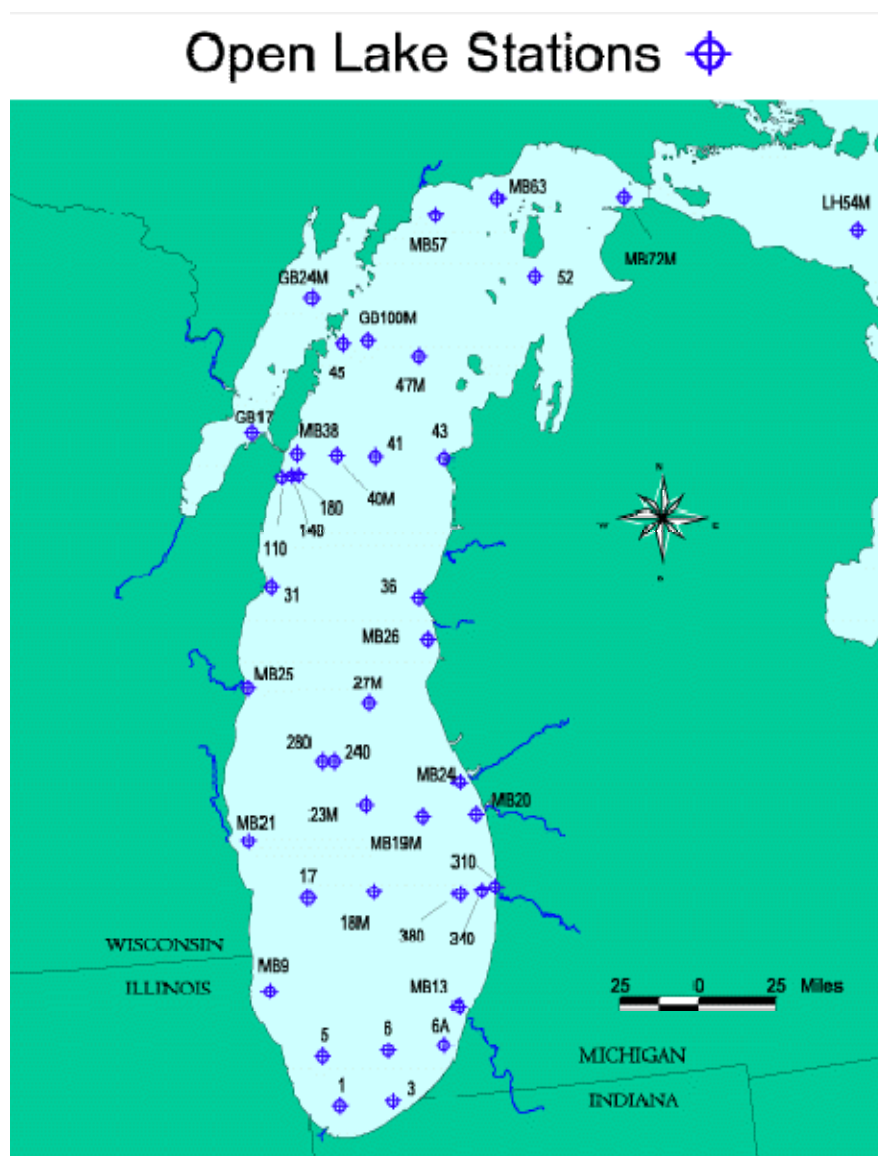 Open Lake Stations
MB63
LH54M
MB57
MB72M
GB24M
52
GB100M
45
47M
GB17
MB38
41
43
40M
180
140
110
N
W
E
S
31
36
MB26
MB25
27M
280
240
MB24
MB20
23M
MB21
MB19M
310
17
18M
380
340
WISCONSIN
MB9
ILLINOIS
MB13
25 0 25 Miles
6A
5
6
MICHIGAN
1
3
INDIANA